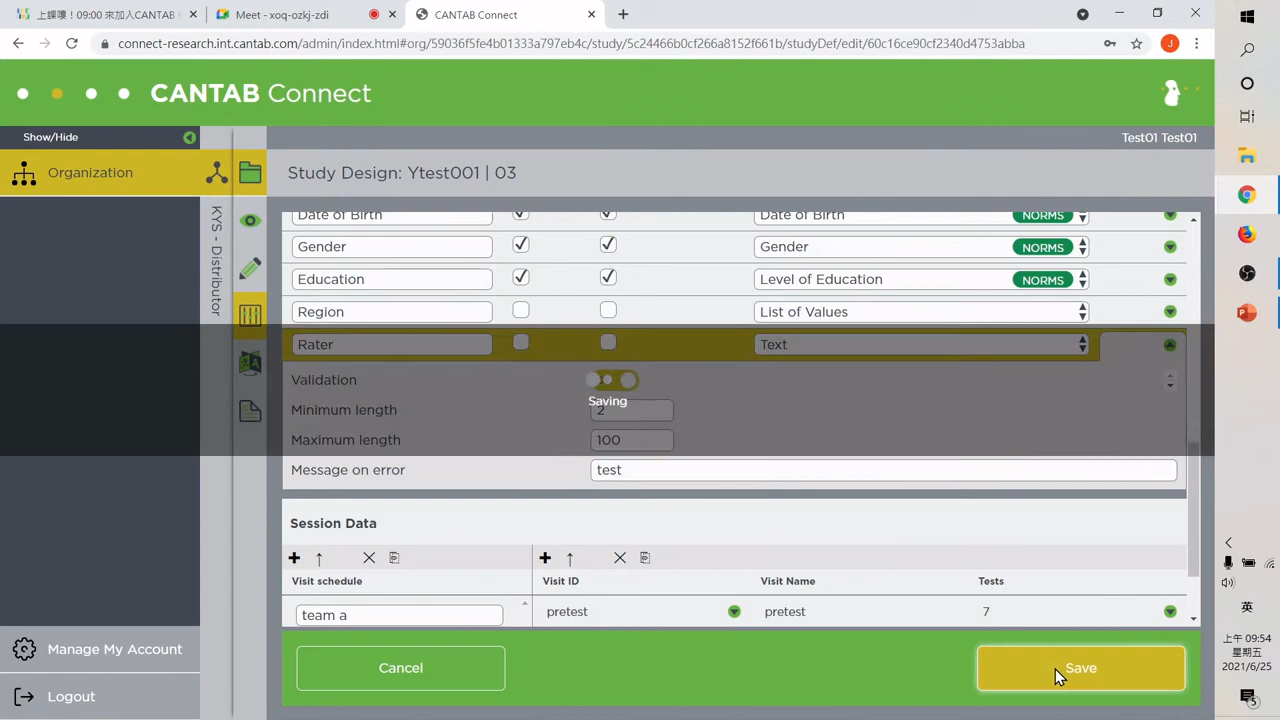 上課嘍！09:00 來加入CANTAB
Meet - xoq-ozkj-zdi
CANTAB Connect
connect-research.int.cantab.com/admin/index.html#org/59036f5fe4b01333a797eb4c/study/5c24466b0cf266a8152f661b/studyDef/edit/60c16ce90cf2340d4753abba
J
CANTAB Connect
Show/Hide
Test01 Test01
Organization
Study Design: Ytest001 | 03
KYS - Distributor
Date of Birth
Date of Birth
NORMS
Gender
Gender
NORMS
Education
Level of Education
NORMS
Region
List of Values
Rater
Text
Validation
Saving
Minimum length
2
Maximum length
100
Message on error
test
Session Data
Visit schedule
Visit ID
Visit Name
Tests
team a
pretest
pretest
7
Cancel
Save
Manage My Account
Logout
英
上午 09:54
星期五
2021/6/25
5